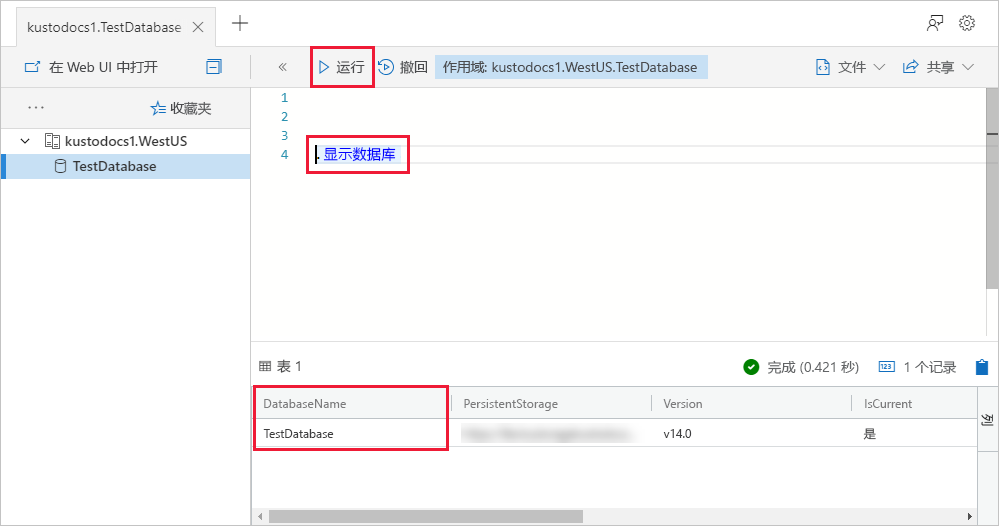 kustodocs1.TestDatabase
在 Web UI 中打开
运行
撤回
作用域: kustodocs1.WestUS.TestDatabase
文件
共享
收藏夹
kustodocs1.WestUS
TestDatabase
1
2
3
4
. 显示数据库
表 1
完成 (0.421 秒)
123
1 个记录
DatabaseName
PersistentStorage
Version
IsCurrent
TestDatabase
v14.0
是
列